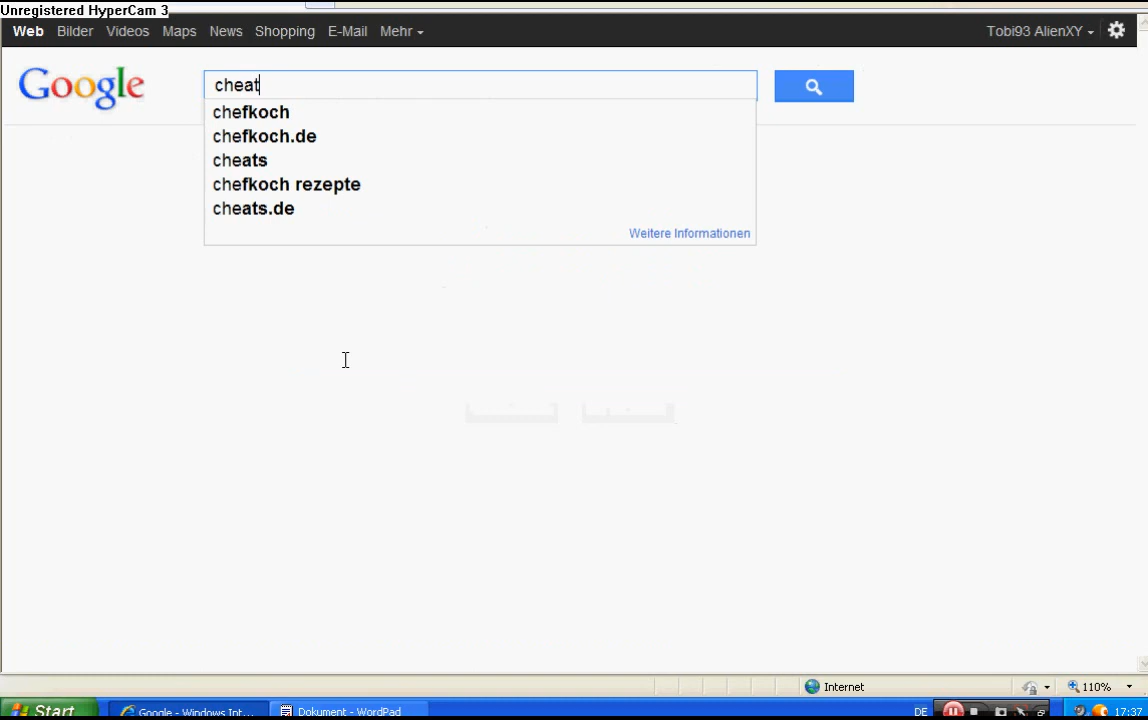 Unregistered HyperCam 3
Web Bilder Videos Maps News Shopping E-Mail Mehr Tobi93 AlienXY
Google cheat
chefkoch
chefkoch.de
cheats
chefkoch rezepte
cheats.de
Weitere Informationen
Internet 110%
Start Google - Windows Int... Dokument - WordPad DE 17:37